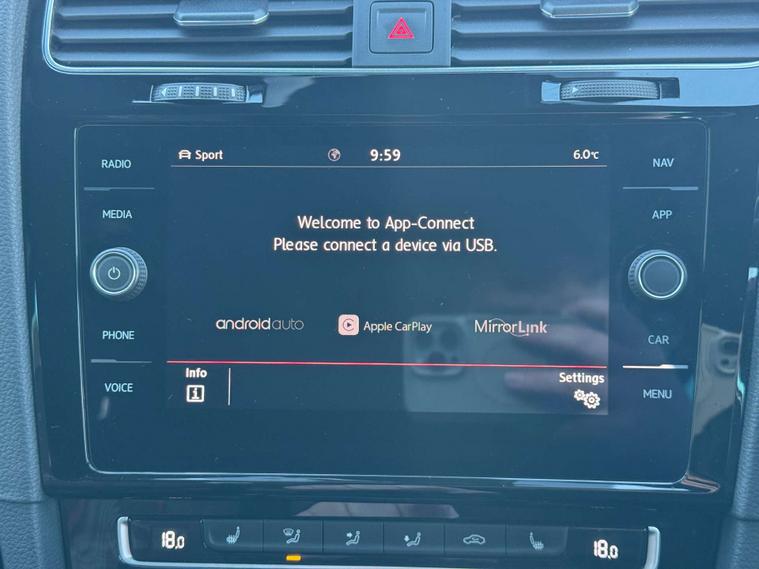 RADIO
MEDIA
PHONE
VOICE
Sport
9:59
6.0°C
Welcome to App-Connect
Please connect a device via USB.
androidauto
Apple CarPlay
MirrorLink
Info
i
Settings
NAV
APP
CAR
MENU
18.0
18.0